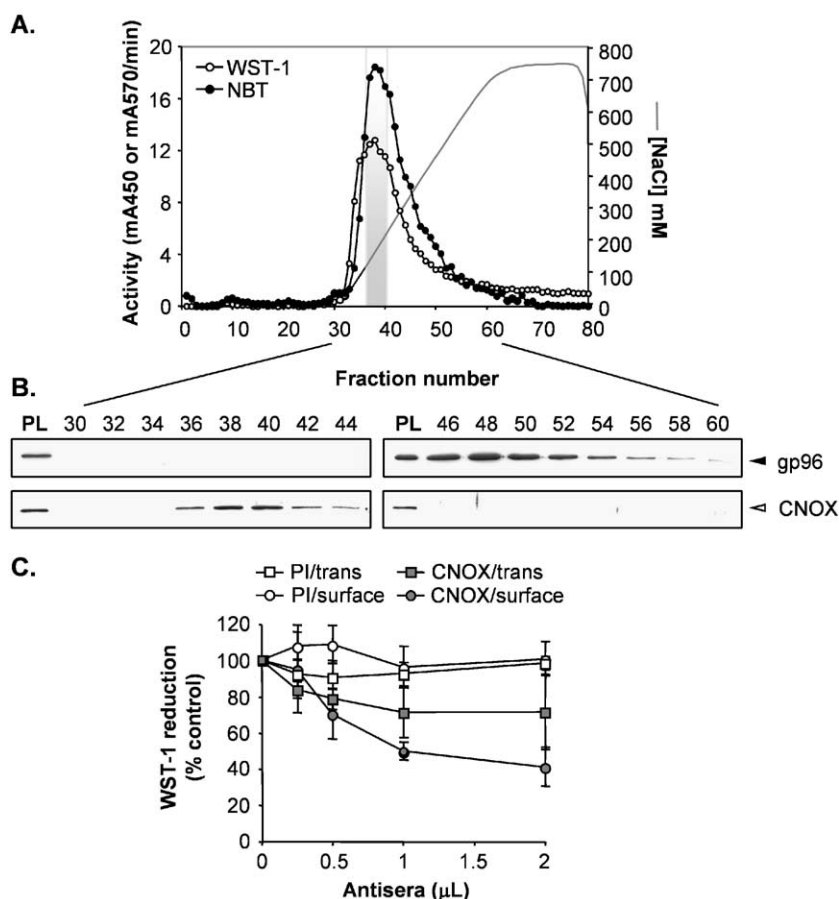 A.
Activity (mA450 or mA570/min)
20
16
12
8
4
0
WST-1
NBT
800
700
600
500
400
300
200
100
0
[NaCl] mM
0 10 20 30 40 50 60 70 80
Fraction number
B.
PL 30 32 34 36 38 40 42 44 PL 46 48 50 52 54 56 58 60
gp96
CNOX
C.
PI/trans CNOX/trans
PI/surface CNOX/surface
WST-1 reduction
(% control)
120
100
80
60
40
20
0
0 0.5 1 1.5 2
Antisera (μL)